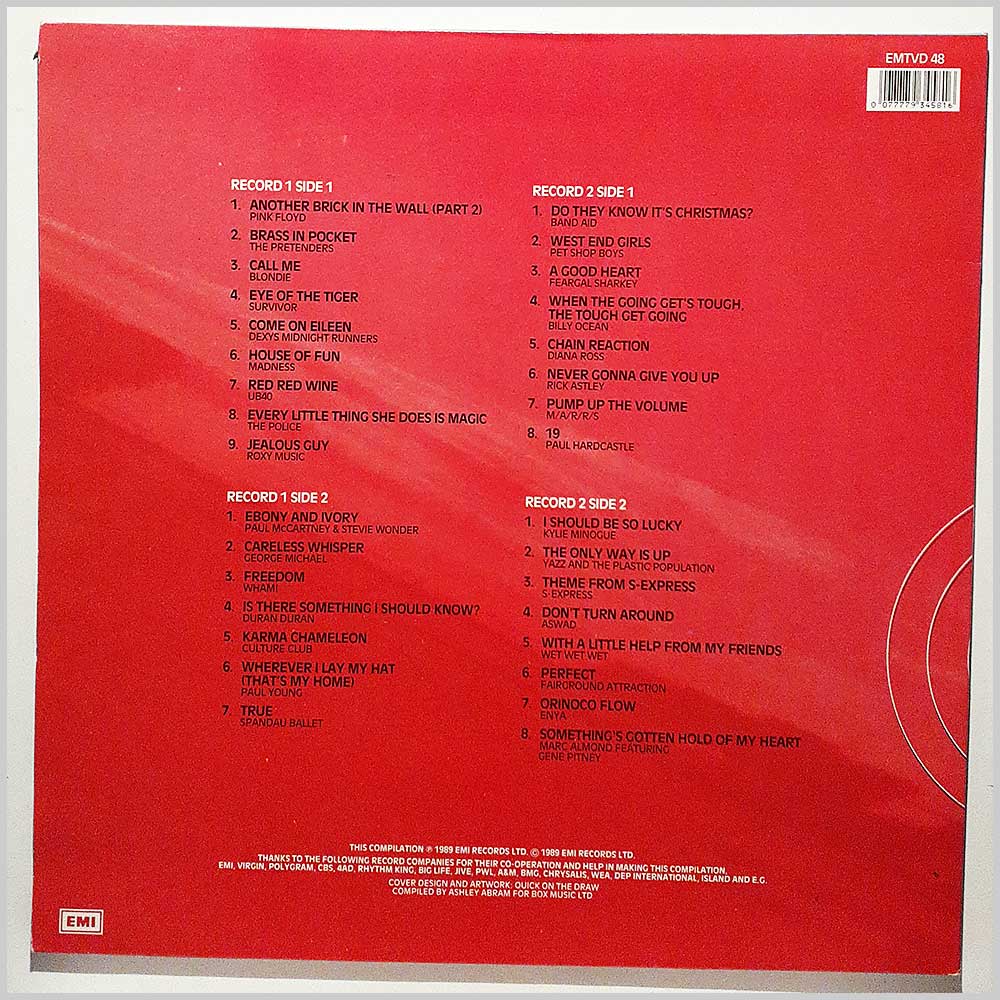 EMTVD 48
0 077779 345816
RECORD 1 SIDE 1
1. ANOTHER BRICK IN THE WALL (PART 2)
PINK FLOYD
2. BRASS IN POCKET
THE PRETENDERS
3. CALL ME
BLONDIE
4. EYE OF THE TIGER
SURVIVOR
5. COME ON EILEEN
DEXYS MIDNIGHT RUNNERS
6. HOUSE OF FUN
MADNESS
7. RED RED WINE
UB40
8. EVERY LITTLE THING SHE DOES IS MAGIC
THE POLICE
9. JEALOUS GUY
ROXY MUSIC
RECORD 1 SIDE 2
1. EBONY AND IVORY
PAUL McCARTNEY & STEVIE WONDER
2. CARELESS WHISPER
GEORGE MICHAEL
3. FREEDOM
WHAM!
4. IS THERE SOMETHING I SHOULD KNOW?
DURAN DURAN
5. KARMA CHAMELEON
CULTURE CLUB
6. WHEREVER I LAY MY HAT
(THAT'S MY HOME)
PAUL YOUNG
7. TRUE
SPANDAU BALLET
RECORD 2 SIDE 1
1. DO THEY KNOW IT'S CHRISTMAS?
BAND AID
2. WEST END GIRLS
PET SHOP BOYS
3. A GOOD HEART
FEARGAL SHARKEY
4. WHEN THE GOING GET'S TOUGH,
THE TOUGH GET GOING
BILLY OCEAN
5. CHAIN REACTION
DIANA ROSS
6. NEVER GONNA GIVE YOU UP
RICK ASTLEY
7. PUMP UP THE VOLUME
M/A/R/R/S
8. 19
PAUL HARDCASTLE
RECORD 2 SIDE 2
1. I SHOULD BE SO LUCKY
KYLIE MINOGUE
2. THE ONLY WAY IS UP
YAZZ AND THE PLASTIC POPULATION
3. THEME FROM S-EXPRESS
S-EXPRESS
4. DON'T TURN AROUND
ASWAD
5. WITH A LITTLE HELP FROM MY FRIENDS
WET WET WET
6. PERFECT
FAIRGROUND ATTRACTION
7. ORINOCO FLOW
ENYA
8. SOMETHING'S GOTTEN HOLD OF MY HEART
MARC ALMOND FEATURING
GENE PITNEY
THIS COMPILATION ℗ 1989 EMI RECORDS LTD. © 1989 EMI RECORDS LTD.
THANKS TO THE FOLLOWING RECORD COMPANIES FOR THEIR CO-OPERATION AND HELP IN MAKING THIS COMPILATION,
EMI, VIRGIN, POLYGRAM, CBS, 4AD, RHYTHM KING, BIG LIFE, JIVE, PWL, A&M, BMG, CHRYSALIS, WEA, DEP INTERNATIONAL, ISLAND AND E.G.
COVER DESIGN AND ARTWORK: QUICK ON THE DRAW
COMPILED BY ASHLEY ABRAM FOR BOX MUSIC LTD
EMI